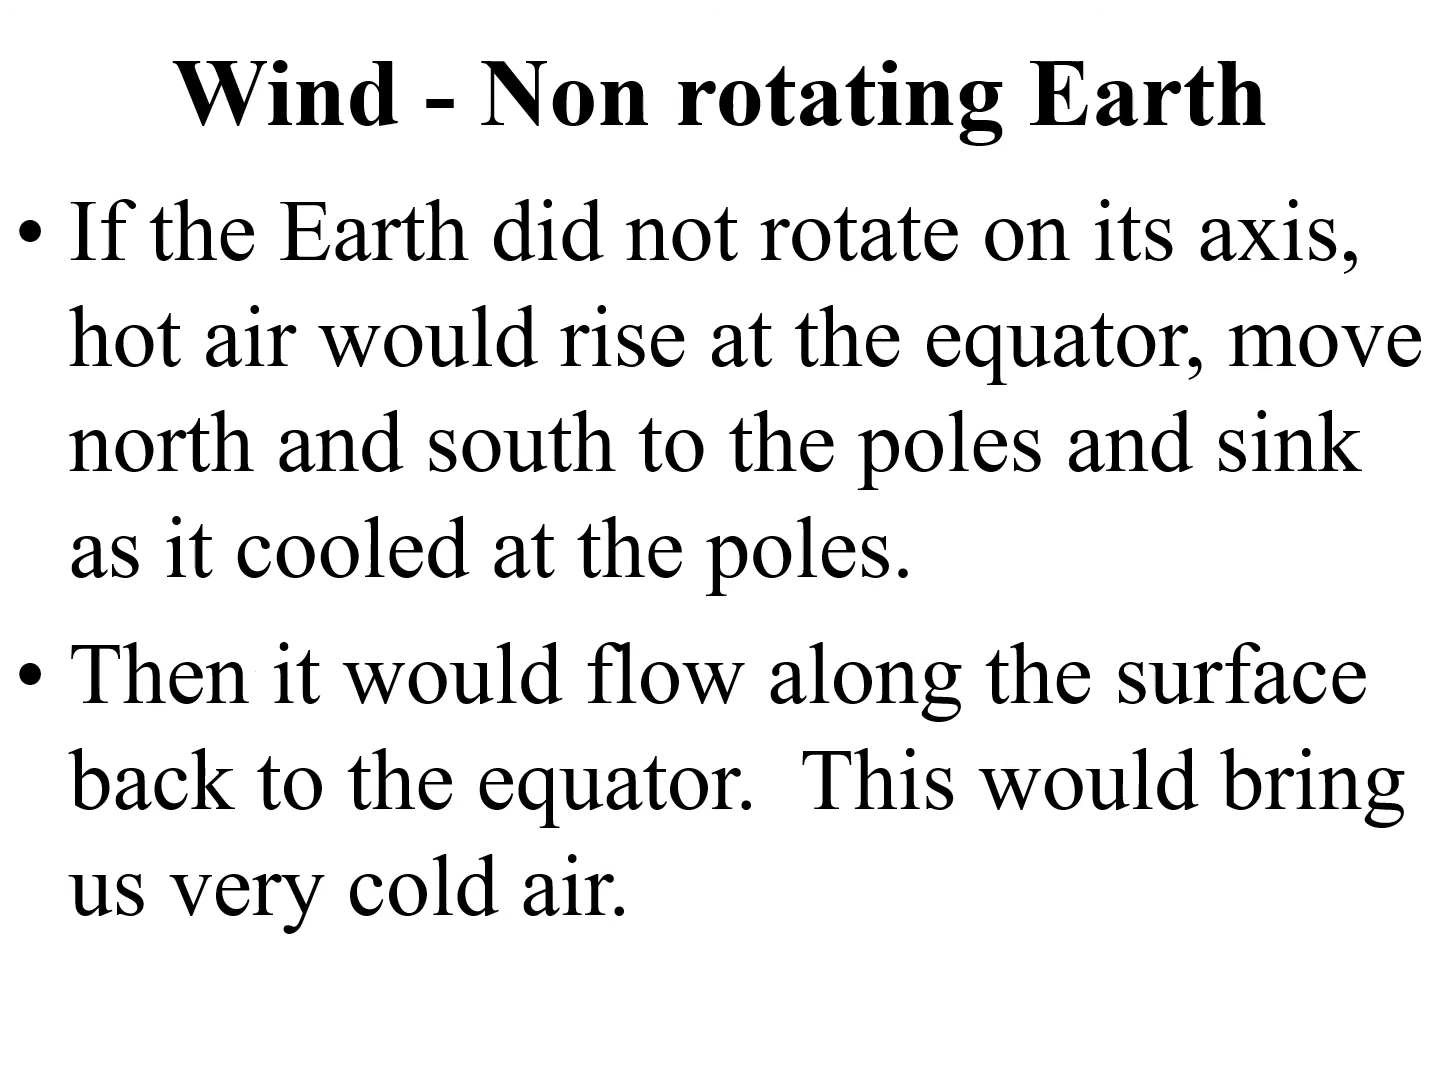 Wind - Non rotating Earth
• If the Earth did not rotate on its axis,
hot air would rise at the equator, move
north and south to the poles and sink
as it cooled at the poles.
• Then it would flow along the surface
back to the equator.  This would bring
us very cold air.